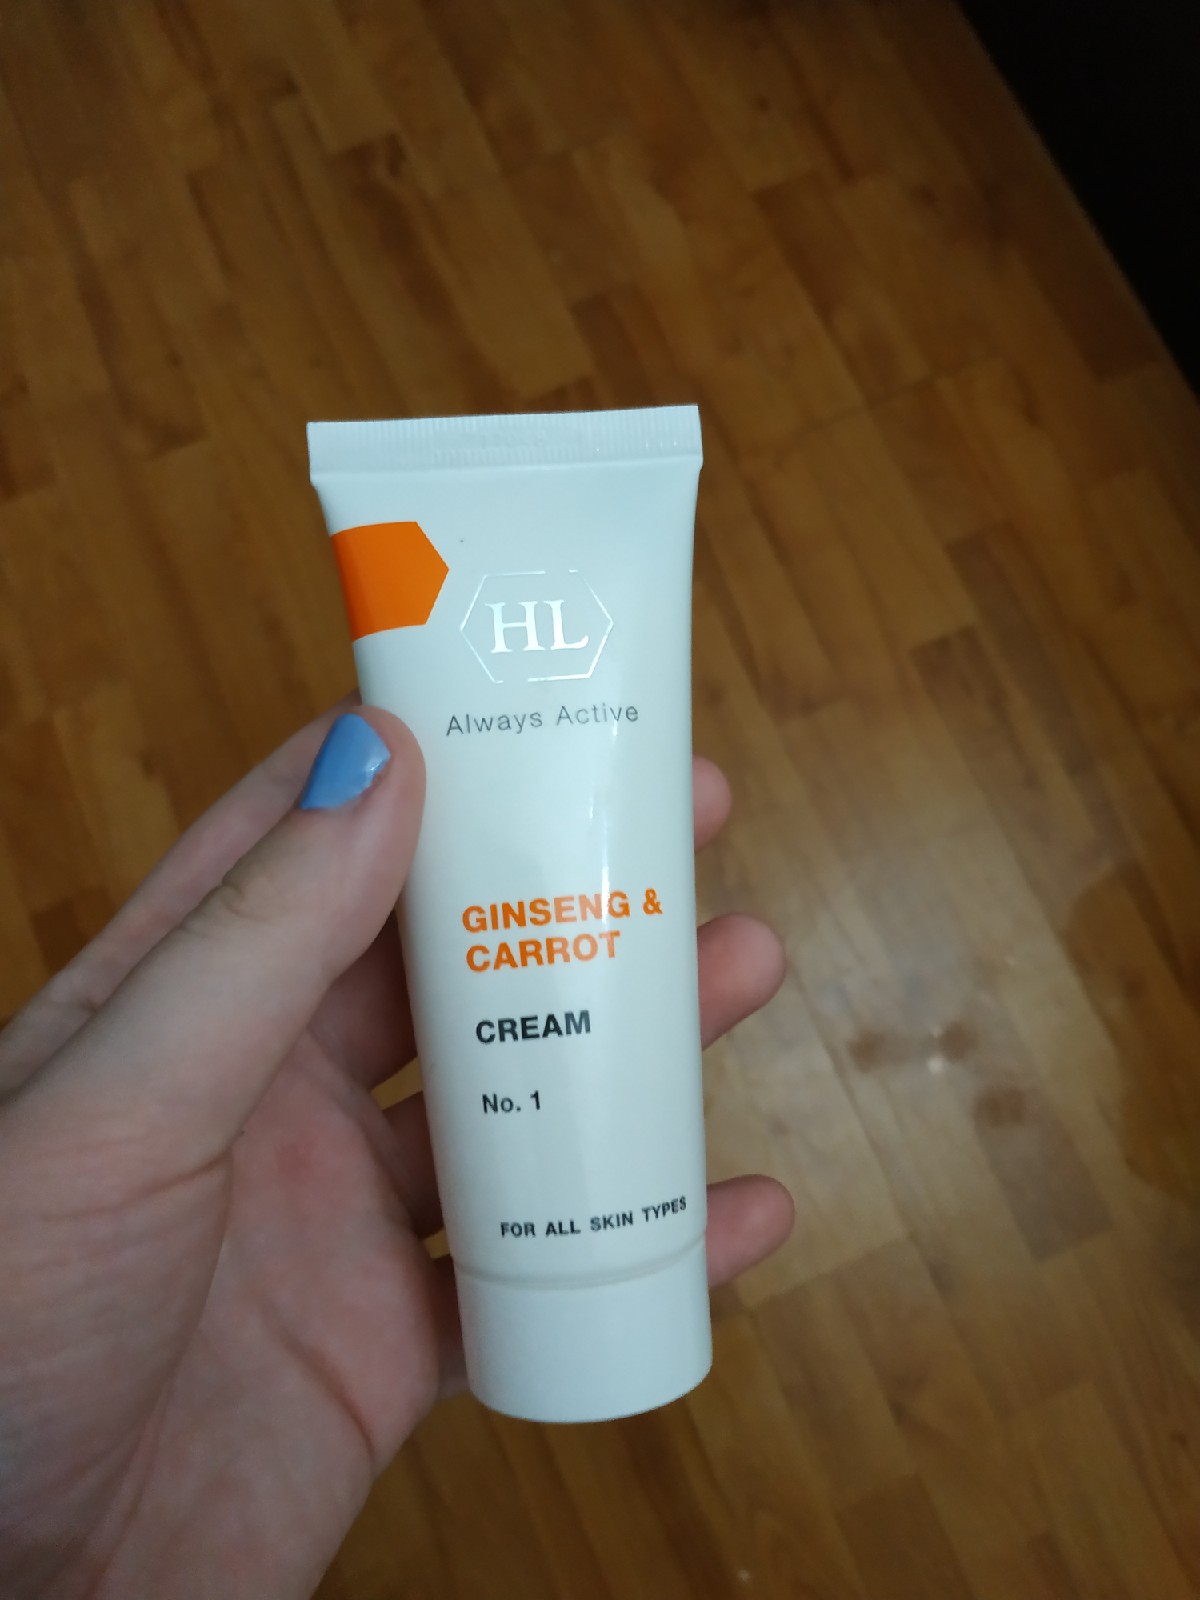 HL
Always Active
GINSENG &
CARROT
CREAM
No. 1
FOR ALL SKIN TYPES